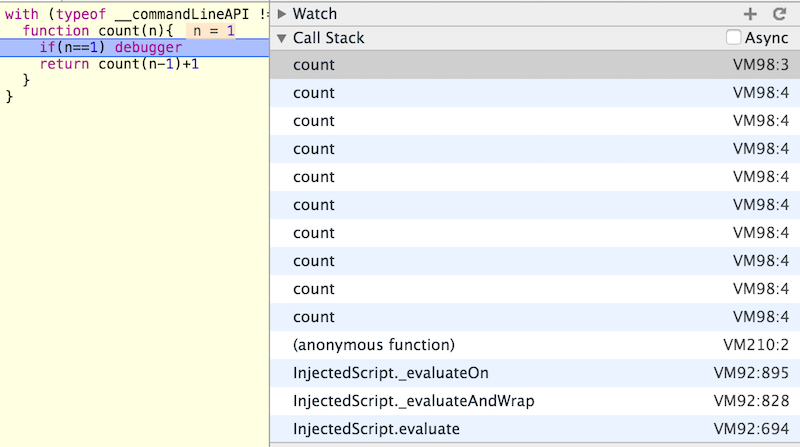 with (typeof __commandLineAPI !=
function count(n){ n = 1
if(n==1) debugger
return count(n-1)+1
}
}
Watch
Call Stack Async
count VM98:3
count VM98:4
count VM98:4
count VM98:4
count VM98:4
count VM98:4
count VM98:4
count VM98:4
count VM98:4
count VM98:4
(anonymous function) VM210:2
InjectedScript._evaluateOn VM92:895
InjectedScript._evaluateAndWrap VM92:828
InjectedScript.evaluate VM92:694